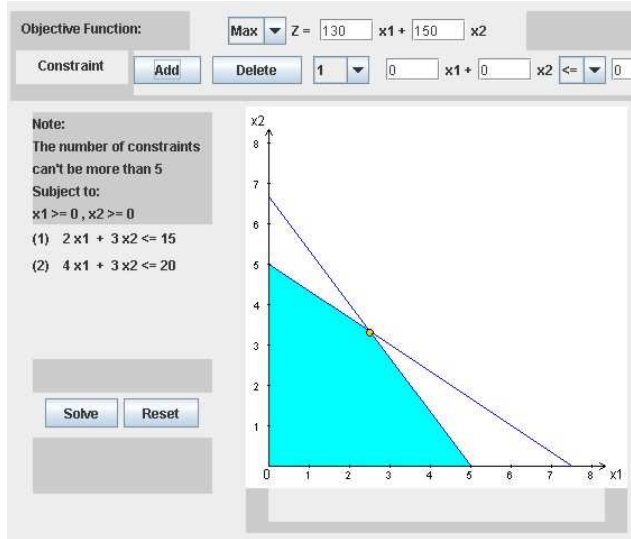 Objective Function: Max Z = 130 x1 + 150 x2
Constraint Add Delete 1 0 x1 + 0 x2 <= 0
Note:
The number of constraints
can't be more than 5
Subject to:
x1 >= 0 , x2 >= 0
(1) 2 x1 + 3 x2 <= 15
(2) 4 x1 + 3 x2 <= 20
Solve Reset
x2
8
7
6
5
4
3
2
1
0 1 2 3 4 5 6 7 8 x1